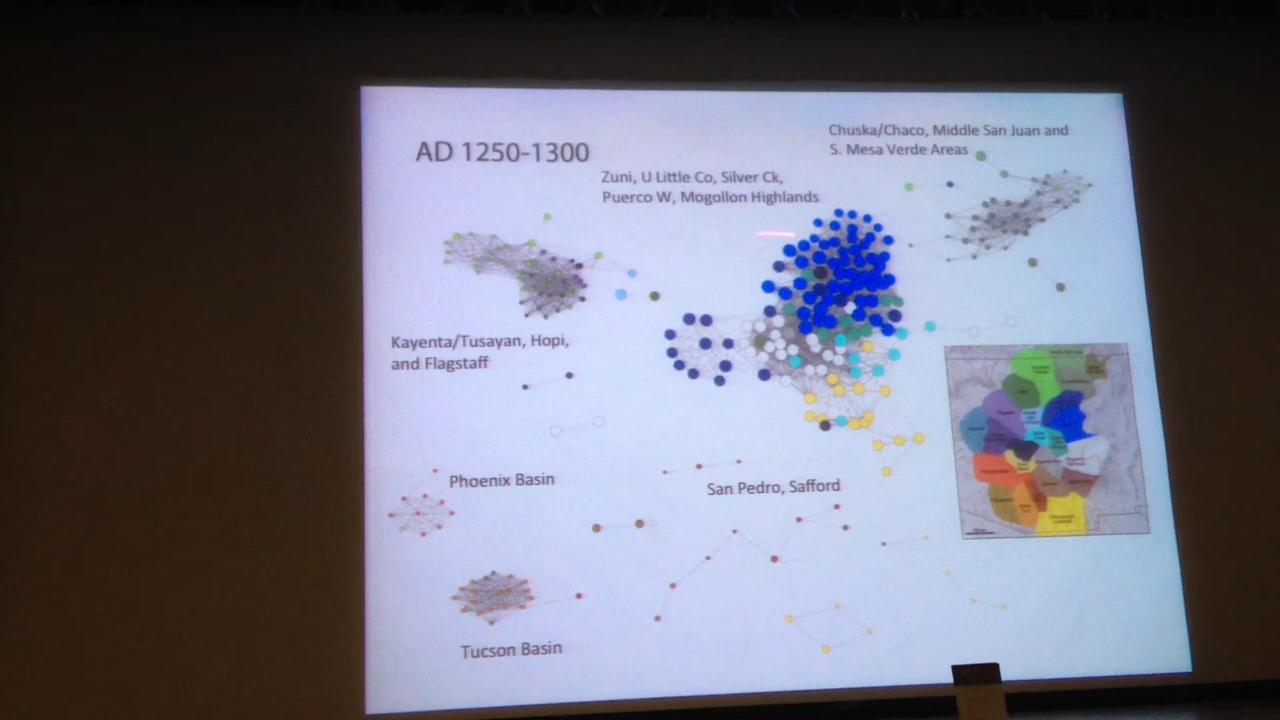 AD 1250-1300
Chuska/Chaco, Middle San Juan and
S. Mesa Verde Areas
Zuni, U Little Co, Silver Ck,
Puerco W, Mogollon Highlands
Kayenta/Tusayan, Hopi,
and Flagstaff
Phoenix Basin
San Pedro, Safford
Tucson Basin